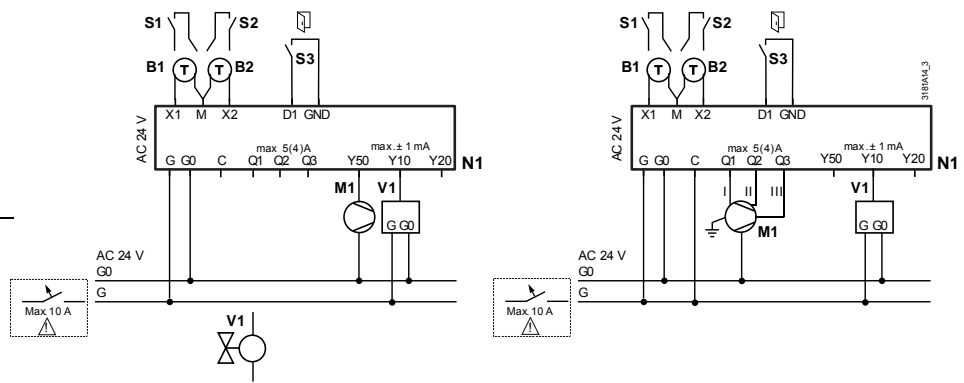 S1 S2
B1 T T B2 S3
X1 M X2 D1 GND
AC 24 V
max 5(4)A max.± 1 mA
G G0 C Q1 Q2 Q3 Y50 Y10 Y20 N1
M1 V1
G G0
AC 24 V
G0
G
Max. 10 A
V1
S1 S2
B1 T T B2 S3
3181A14_3
X1 M X2 D1 GND
AC 24 V
max 5(4)A max.± 1 mA
G G0 C Q1 Q2 Q3 Y50 Y10 Y20 N1
I II III V1
M1
G G0
AC 24 V
G0
G
Max. 10 A